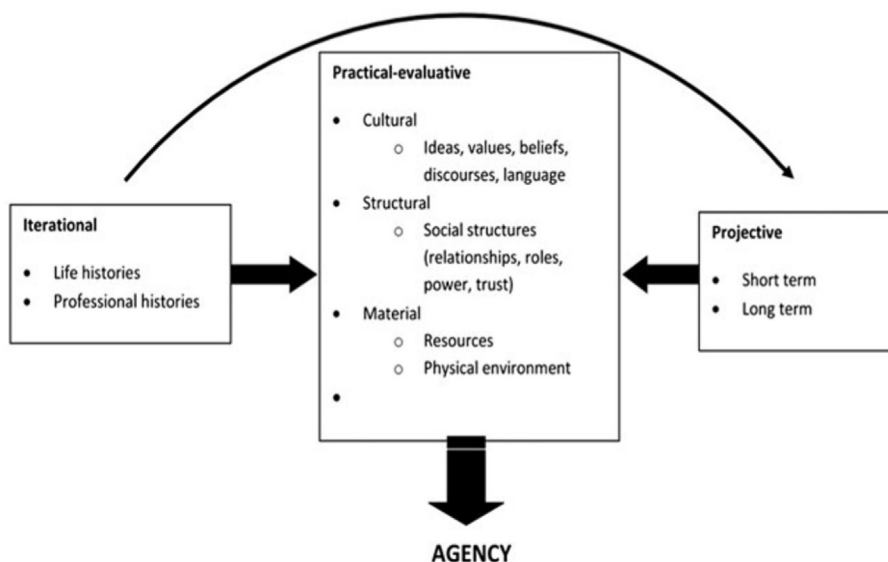 Iterational
• Life histories
• Professional histories
Practical-evaluative
• Cultural
o Ideas, values, beliefs,
discourses, language
• Structural
o Social structures
(relationships, roles,
power, trust)
• Material
o Resources
o Physical environment
•
Projective
• Short term
• Long term
AGENCY